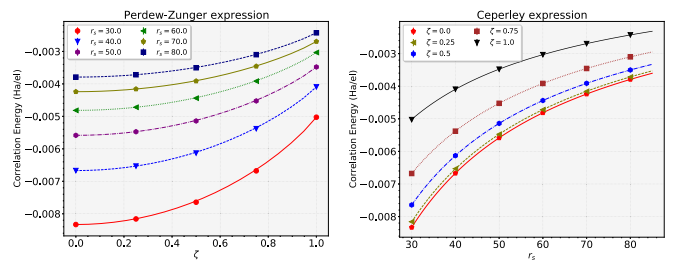 Perdew-Zunger expression
r_s = 30.0
r_s = 40.0
r_s = 50.0
r_s = 60.0
r_s = 70.0
r_s = 80.0
−0.003
−0.004
−0.005
−0.006
−0.007
−0.008
Correlation Energy (Ha/el)
0.0 0.2 0.4 0.6 0.8 1.0
ζ
Ceperley expression
ζ=0.0
ζ=0.25
ζ=0.5
ζ=0.75
ζ=1.0
−0.003
−0.004
−0.005
−0.006
−0.007
−0.008
Correlation Energy (Ha/el)
30 40 50 60 70 80
r_s